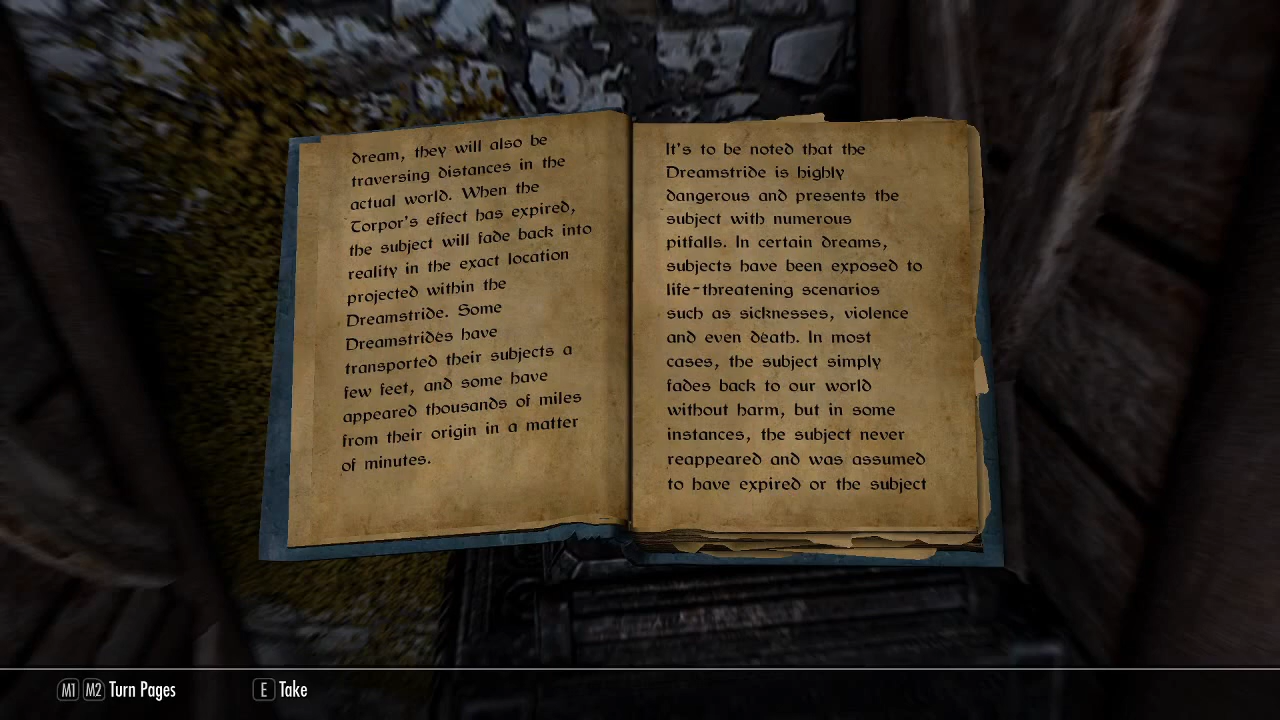 dream, they will also be
traversing distances in the
actual world. When the
Torpor's effect has expired,
the subject will fade back into
reality in the exact location
projected within the
Dreamstride. Some
Dreamstrides have
transported their subjects a
few feet, and some have
appeared thousands of miles
from their origin in a matter
of minutes.
It's to be noted that the
Dreamstride is highly
dangerous and presents the
subject with numerous
pitfalls. In certain dreams,
subjects have been exposed to
life-threatening scenarios
such as sicknesses, violence
and even death. In most
cases, the subject simply
fades back to our world
without harm, but in some
instances, the subject never
reappeared and was assumed
to have expired or the subject
M1 M2 Turn Pages
E Take